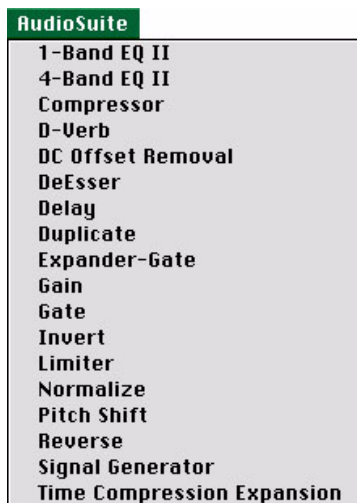 AudioSuite
1-Band EQ II
4-Band EQ II
Compressor
D-Verb
DC Offset Removal
DeEsser
Delay
Duplicate
Expander-Gate
Gain
Gate
Invert
Limiter
Normalize
Pitch Shift
Reverse
Signal Generator
Time Compression Expansion